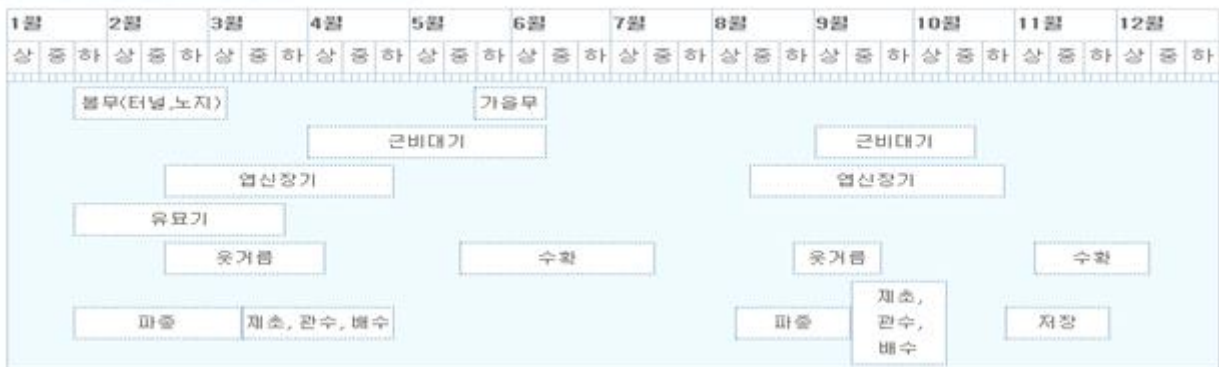 1월 2월 3월 4월 5월 6월 7월 8월 9월 10월 11월 12월
상 중 하 상 중 하 상 중 하 상 중 하 상 중 하 상 중 하 상 중 하 상 중 하 상 중 하 상 중 하 상 중 하 상 중 하
봄무(터널,노지) 가을무
근비대기 근비대기
엽신장기 엽신장기
유묘기
웃거름 수확 웃거름 수확
파종 제초, 관수, 배수 파종 제초, 저장
관수,
배수